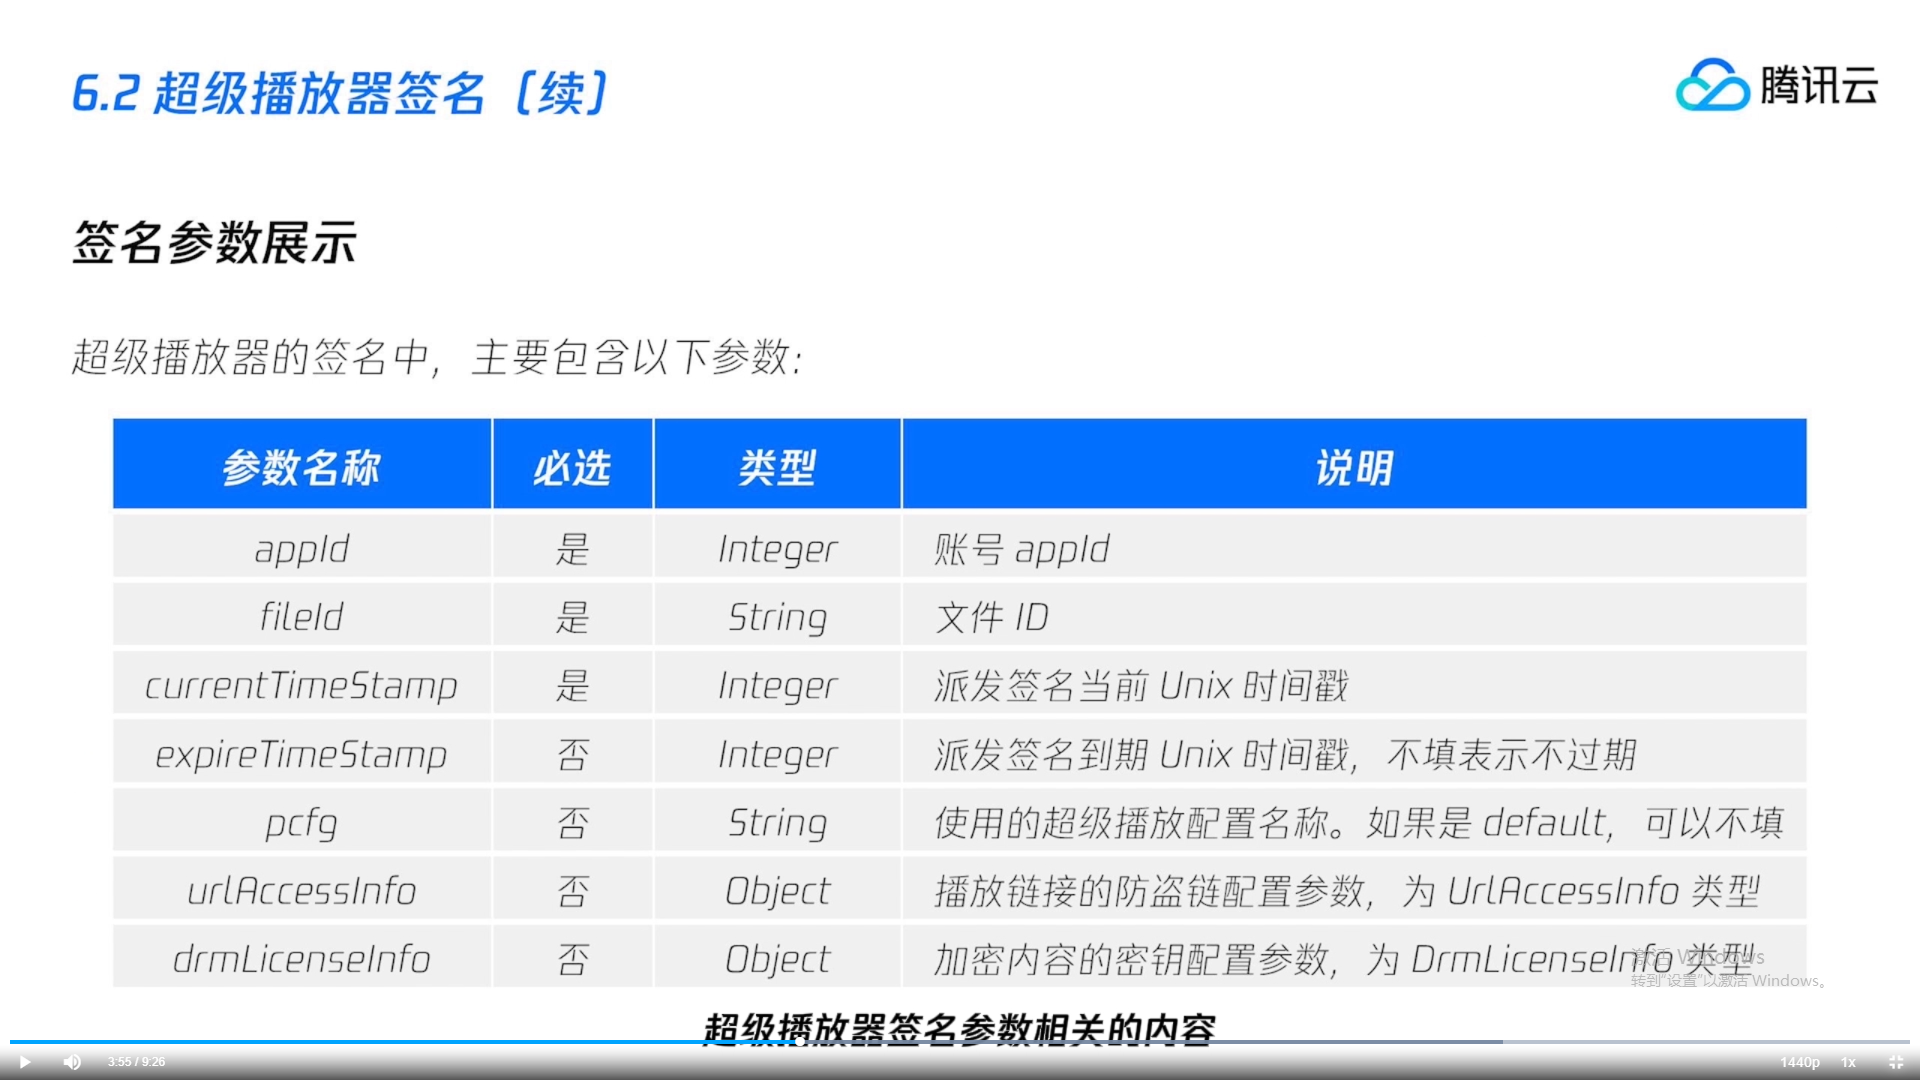 6.2 超级播放器签名（续）
腾讯云
签名参数展示
超级播放器的签名中，主要包含以下参数:
参数名称 必选 类型 说明
appId 是 Integer 账号 appId
fileId 是 String 文件 ID
currentTimeStamp 是 Integer 派发签名当前 Unix 时间戳
expireTimeStamp 否 Integer 派发签名到期 Unix 时间戳，不填表示不过期
pcfg 否 String 使用的超级播放配置名称。如果是 default，可以不填
urlAccessInfo 否 Object 播放链接的防盗链配置参数，为 UrlAccessInfo 类型
drmLicenseInfo 否 Object 加密内容的密钥配置参数，为 DrmLicenseInfo 类型
激活 Windows
转到"设置"以激活 Windows。
超级播放器签名参数相关的内容
3:55 / 9:26 1440p 1x